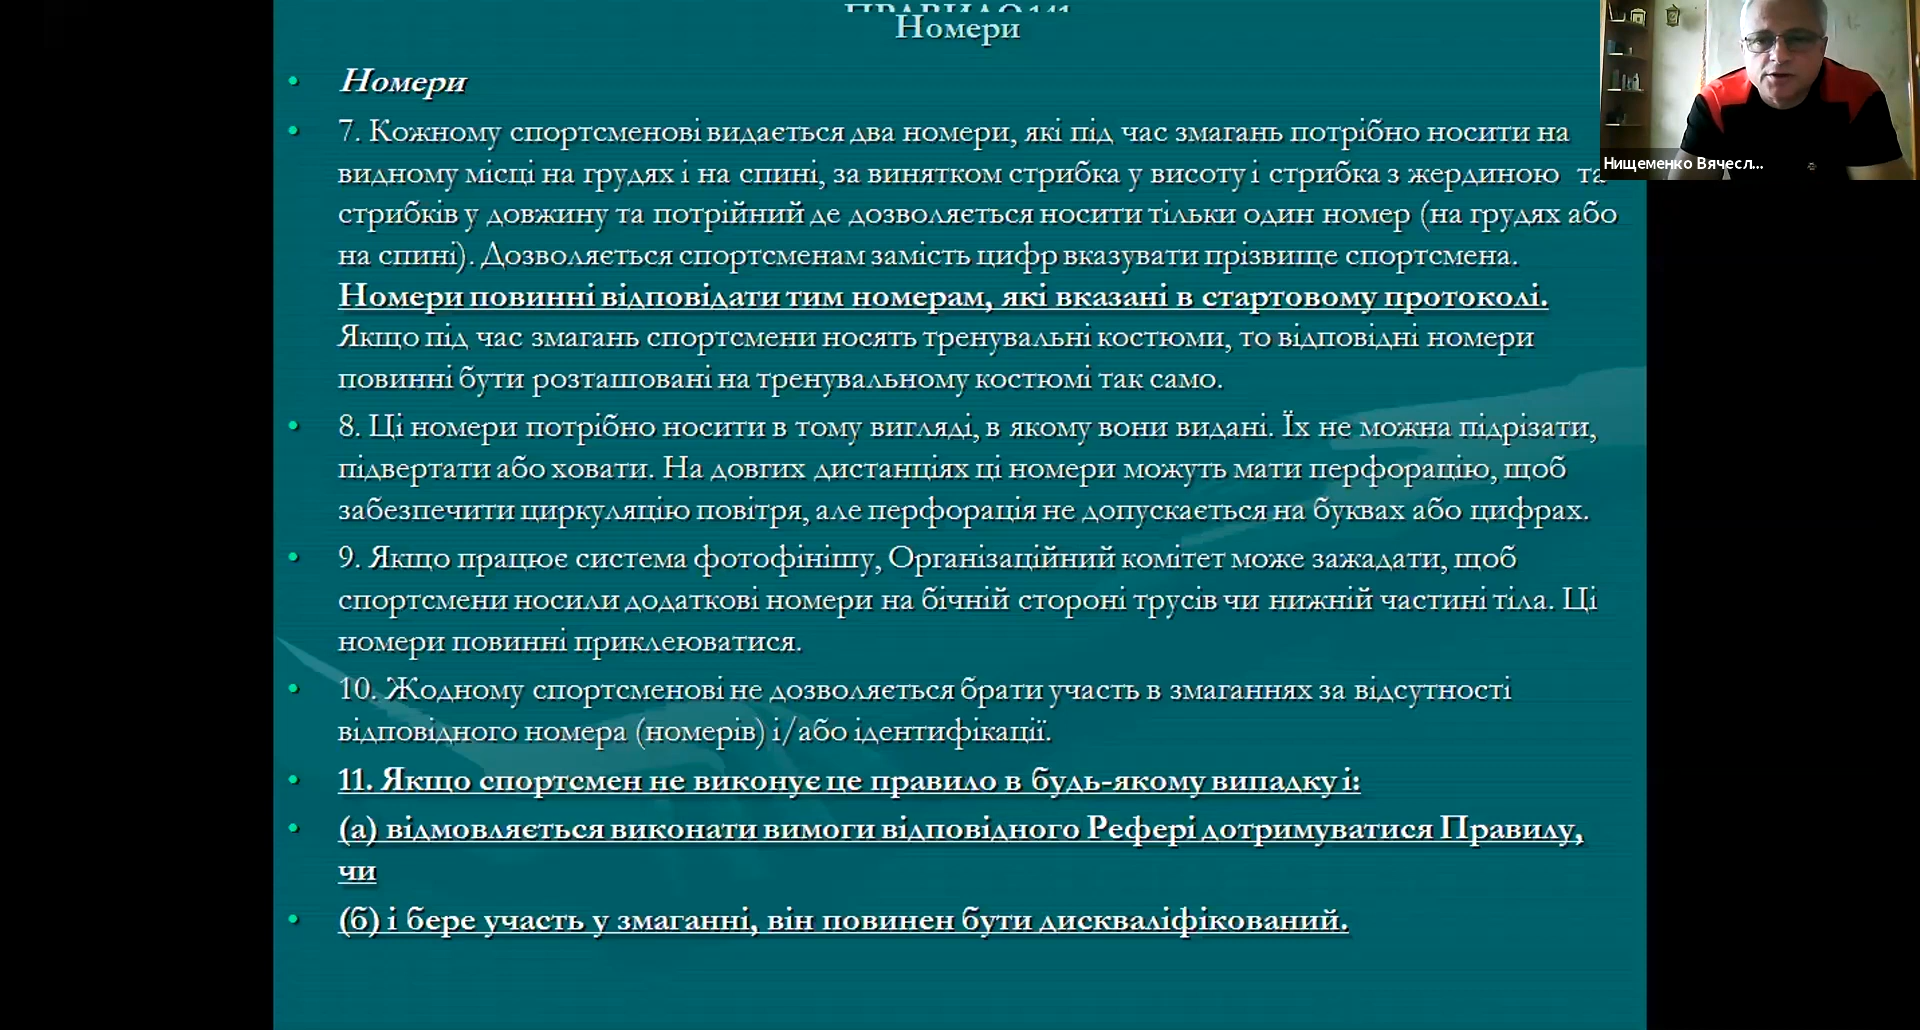 Номери
Номери
7. Кожному спортсменові видається два номери, які під час змагань потрібно носити на
видному місці на грудях і на спині, за винятком стрибка у висоту і стрибка з жердиною та
стрибків у довжину та потрійний де дозволяється носити тільки один номер (на грудях або
на спині). Дозволяється спортсменам замість цифр вказувати прізвище спортсмена.
Номери повинні відповідати тим номерам, які вказані в стартовому протоколі.
Якщо під час змагань спортсмени носять тренувальні костюми, то відповідні номери
повинні бути розташовані на тренувальному костюмі так само.
8. Ці номери потрібно носити в тому вигляді, в якому вони видані. Їх не можна підрізати,
підвертати або ховати. На довгих дистанціях ці номери можуть мати перфорацію, щоб
забезпечити циркуляцію повітря, але перфорація не допускається на буквах або цифрах.
9. Якщо працює система фотофінішу, Організаційний комітет може зажадати, щоб
спортсмени носили додаткові номери на бічній стороні трусів чи нижній частині тіла. Ці
номери повинні приклеюватися.
10. Жодному спортсменові не дозволяється брати участь в змаганнях за відсутності
відповідного номера (номерів) і/або ідентифікації.
11. Якщо спортсмен не виконує це правило в будь-якому випадку і:
(а) відмовляється виконати вимоги відповідного Рефері дотримуватися Правилу,
чи
(б) і бере участь у змаганні, він повинен бути дискваліфікований.
Нищеменко Вячесл...